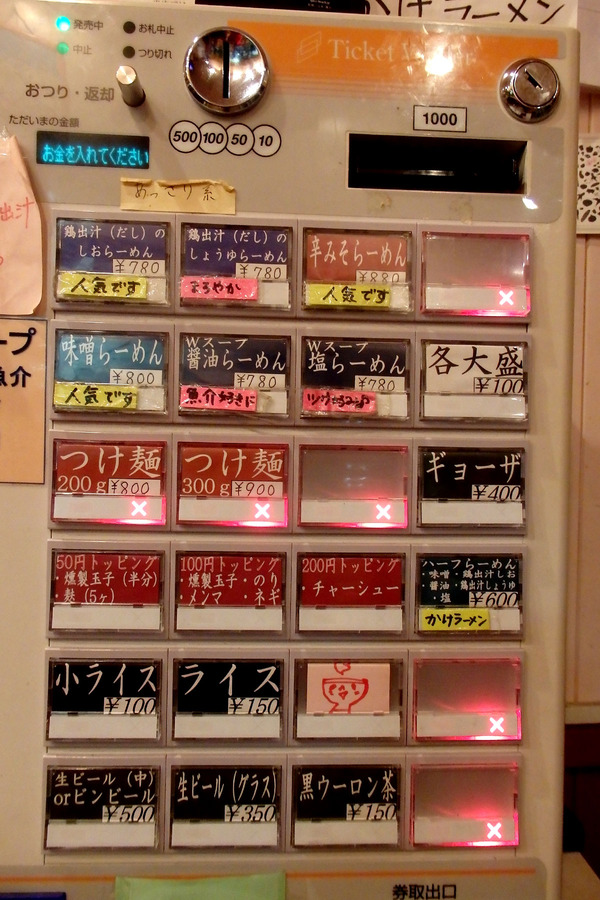 かけラーメン
発売中
お札中止
中止
つり切れ
Ticket
おつり・返却
ただいまの金額
500 100 50 10
1000
お金を入れてください
あっさり系
出汁
鶏出汁（だし）の
しおらーめん
¥780
人気です
鶏出汁（だし）の
しょうゆらーめん
¥780
まろやか
辛みそらーめん
¥880
人気です
味噌らーめん
¥800
人気です
Wスープ
醤油らーめん
¥780
魚介好きに
Wスープ
塩らーめん
¥780
各大盛
¥100
ープ
魚介
つけ麺
200g ¥800
つけ麺
300g ¥900
ギョーザ
¥400
50円トッピング
・燻製玉子（半分）
・麩（5ヶ）
100円トッピング
・燻製玉子・のり
・メンマ・ネギ
200円トッピング
・チャーシュー
ハーフらーめん
・味噌・鶏出汁しお
醤油・鶏出汁しょうゆ
・塩 ¥600
かけラーメン
小ライス
¥100
ライス
¥150
生ビール（中）
orビンビール
¥500
生ビール（グラス）
¥350
黒ウーロン茶
¥150
券取出口